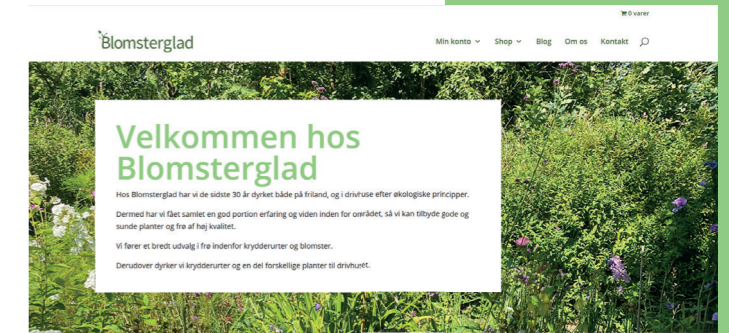 0 varer
Blomsterglad
Min konto Shop Blog Om os Kontakt
Velkommen hos
Blomsterglad
Hos Blomsterglad har vi de sidste 30 år dyrket både på friland, og i drivhuse efter økologiske principper.
Dermed har vi fået samlet en god portion erfaring og viden inden for området, så vi kan tilbyde gode og
sunde planter og frø af høj kvalitet.
Vi fører et bredt udvalg i frø indenfor krydderurter og blomster.
Derudover dyrker vi krydderurter og en del forskellige planter til drivhuset.